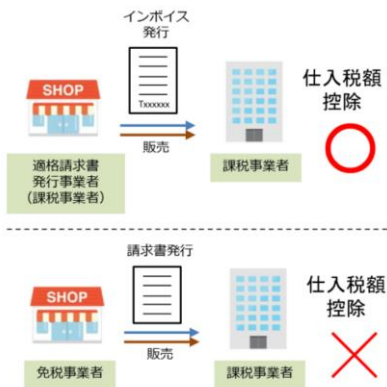 インボイス
発行
SHOP
Txxxxxx
販売
仕入税額
控除
適格請求書
発行事業者
(課税事業者)
課税事業者
請求書発行
SHOP
販売
仕入税額
控除
免税事業者
課税事業者